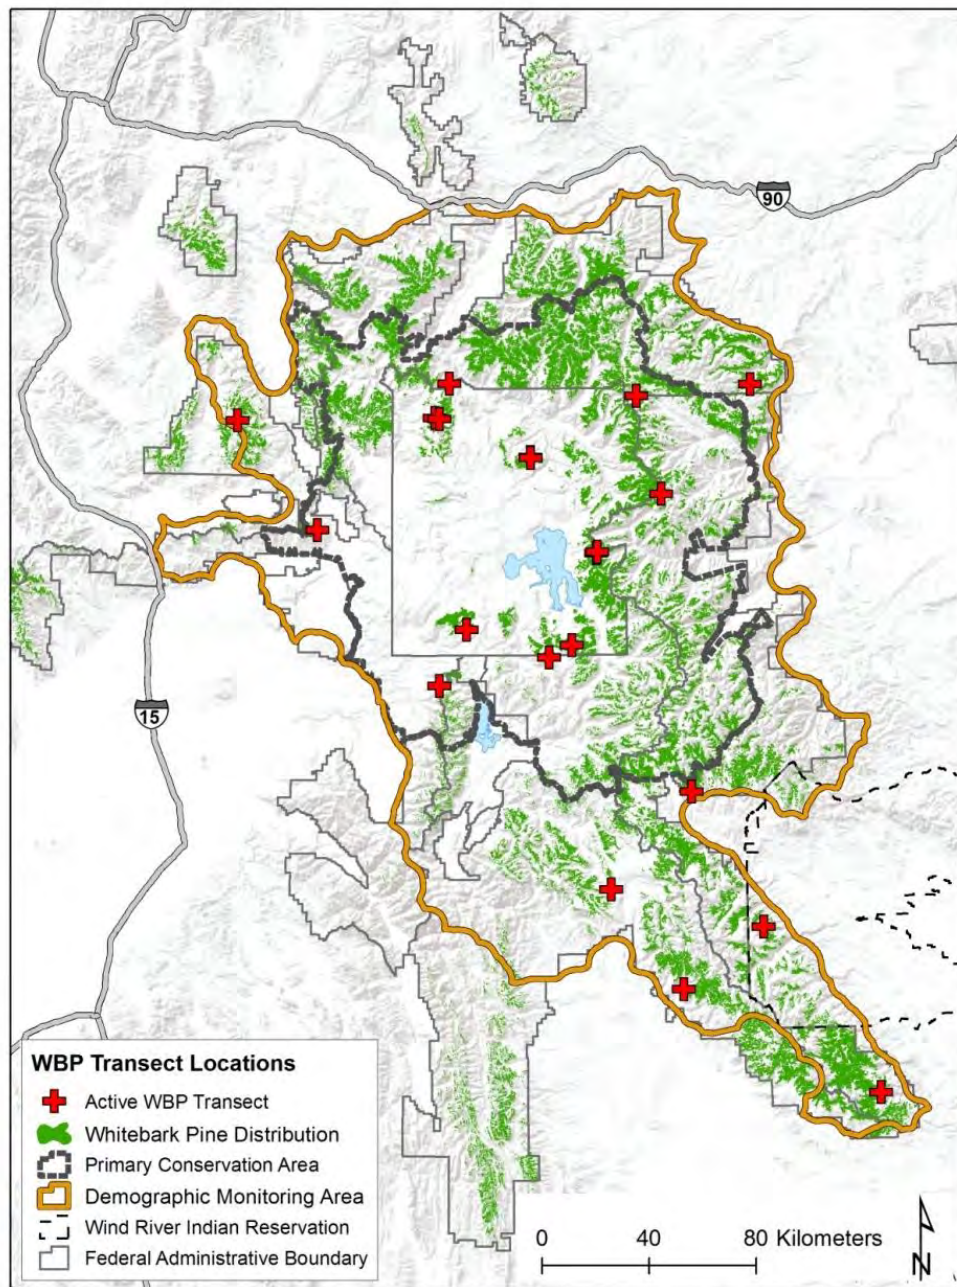 90
15
WBP Transect Locations
Active WBP Transect
Whitebark Pine Distribution
Primary Conservation Area
Demographic Monitoring Area
Wind River Indian Reservation
Federal Administrative Boundary
0 40 80 Kilometers
N